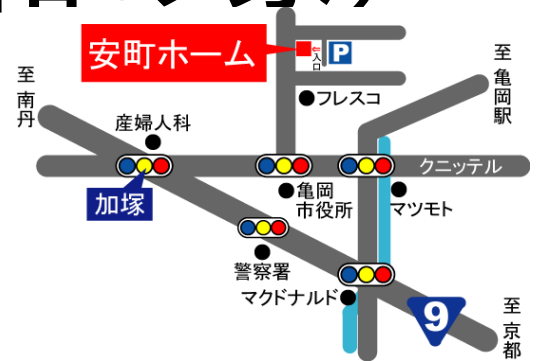 安町ホーム
⇐入口
P
至亀岡駅
至南丹
フレスコ
産婦人科
クニッテル
加塚
亀岡
市役所
マツモト
警察署
マクドナルド
9
至京都